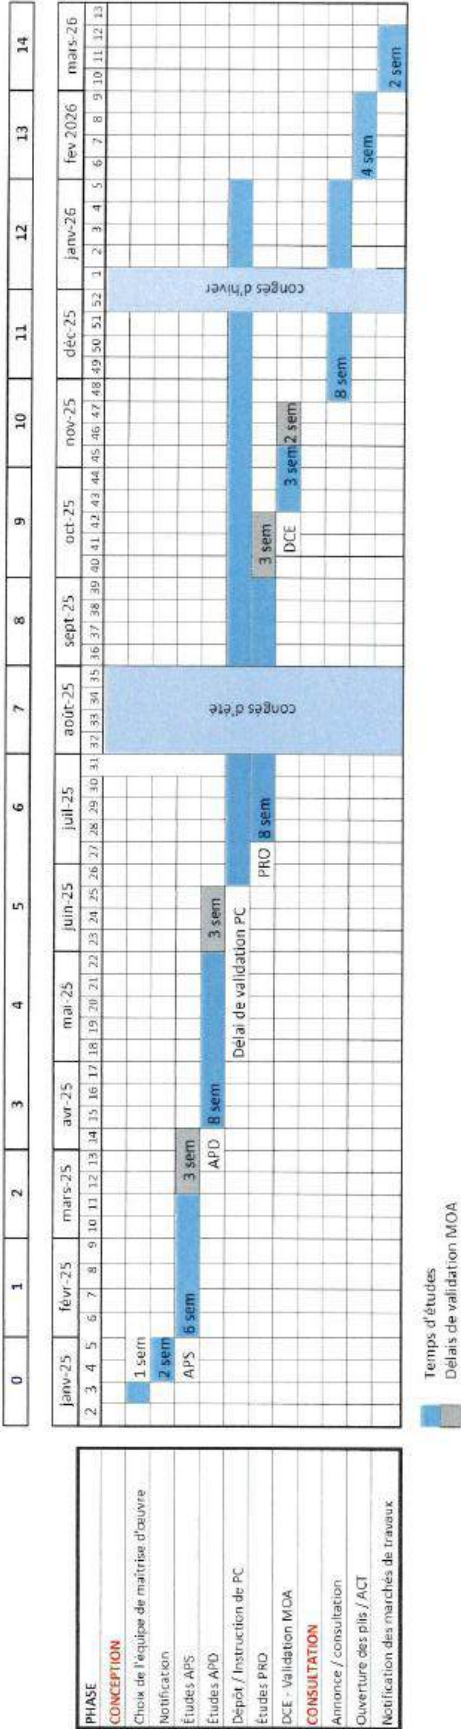 0 1 2 3 4 5 6 7 8 9 10 11 12 13 14
janv-25 févr-25 mars-25 avr-25 mai-25 juin-25 juil-25 août-25 sept-25 oct-25 nov-25 déc-25 janv-26 fev 2026 mars-26
PHASE 2 3 4 5 6 7 8 9 10 11 12 13 14 15 16 17 18 19 20 21 22 23 24 25 26 27 28 29 30 31 32 33 34 35 36 37 38 39 40 41 42 43 44 45 46 47 48 49 50 51 52 1 2 3 4 5 6 7 8 9 10 11 12 13
CONCEPTION
Choix de l'équipe de maîtrise d'œuvre 1 sem
Notification 2 sem
Études APS APS 6 sem 3 sem
Études APD APD 8 sem 3 sem
Dépôt / Instruction de PC Délai de validation PC
Études PRO PRO 8 sem 3 sem
DCE - Validation MOA DCE 3 sem 2 sem
CONSULTATION
Annonce / consultation 8 sem
Ouverture des plis / ACT 4 sem
Notification des marchés de travaux 2 sem
congés d'été
congés d'hiver
Temps d'études
Délais de validation MOA